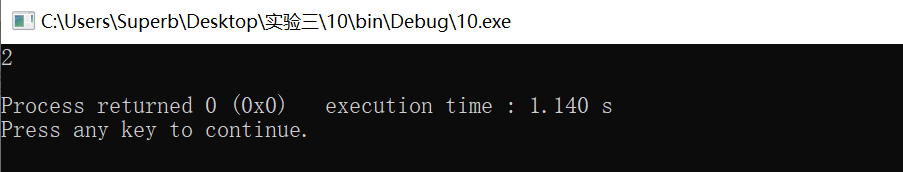 C:\Users\Superb\Desktop\实验三\10\bin\Debug\10.exe
2
Process returned 0 (0x0)   execution time : 1.140 s
Press any key to continue.